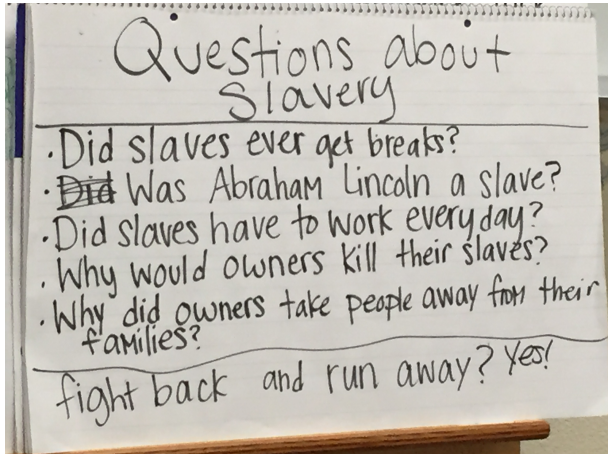 Questions about
Slavery
· Did slaves ever get breaks?
· Did Was Abraham Lincoln a slave?
· Did slaves have to work everyday?
· Why would owners kill their slaves?
· Why did owners take people away from their
families?
fight back and run away? Yes!